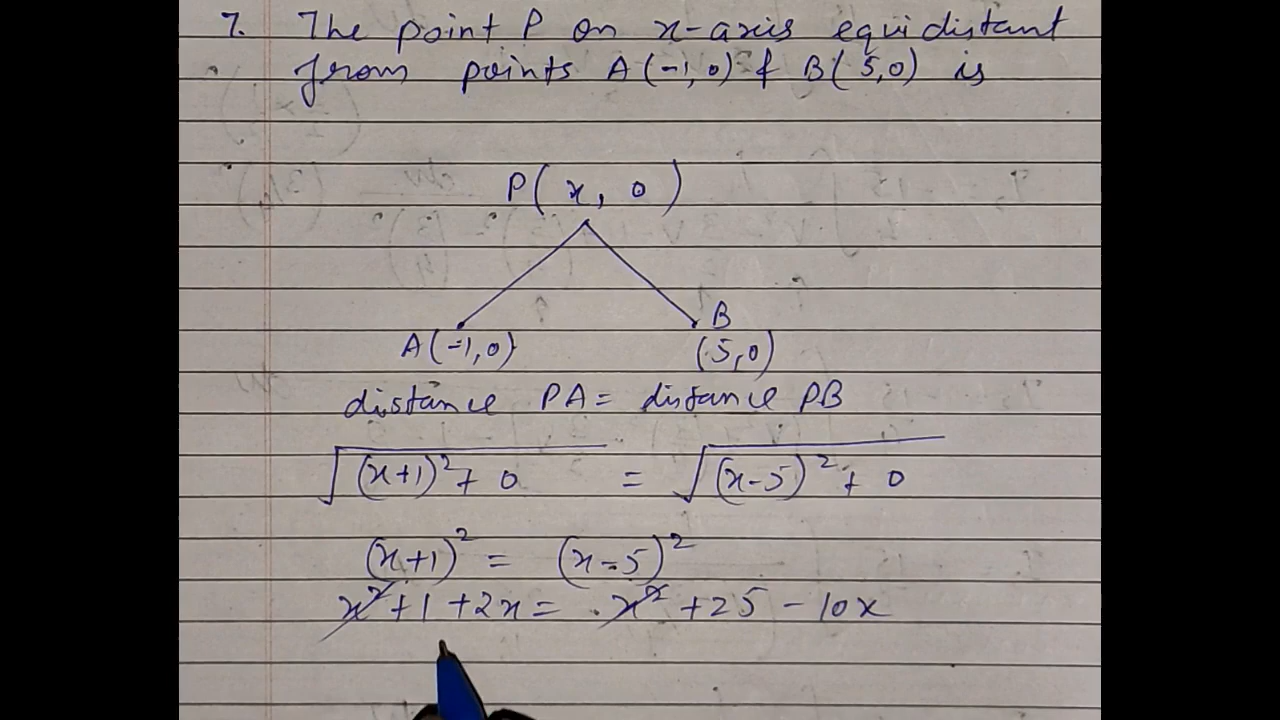 7. The point P on x-axis equidistant
from points A(-1,0) & B(5,0) is
P(x, 0)
A(-1,0)
B
(5,0)
distance PA = distance PB
√(x+1)²+0 = √(x-5)²+0
(x+1)² = (x-5)²
x²+1+2x = x²+25-10x